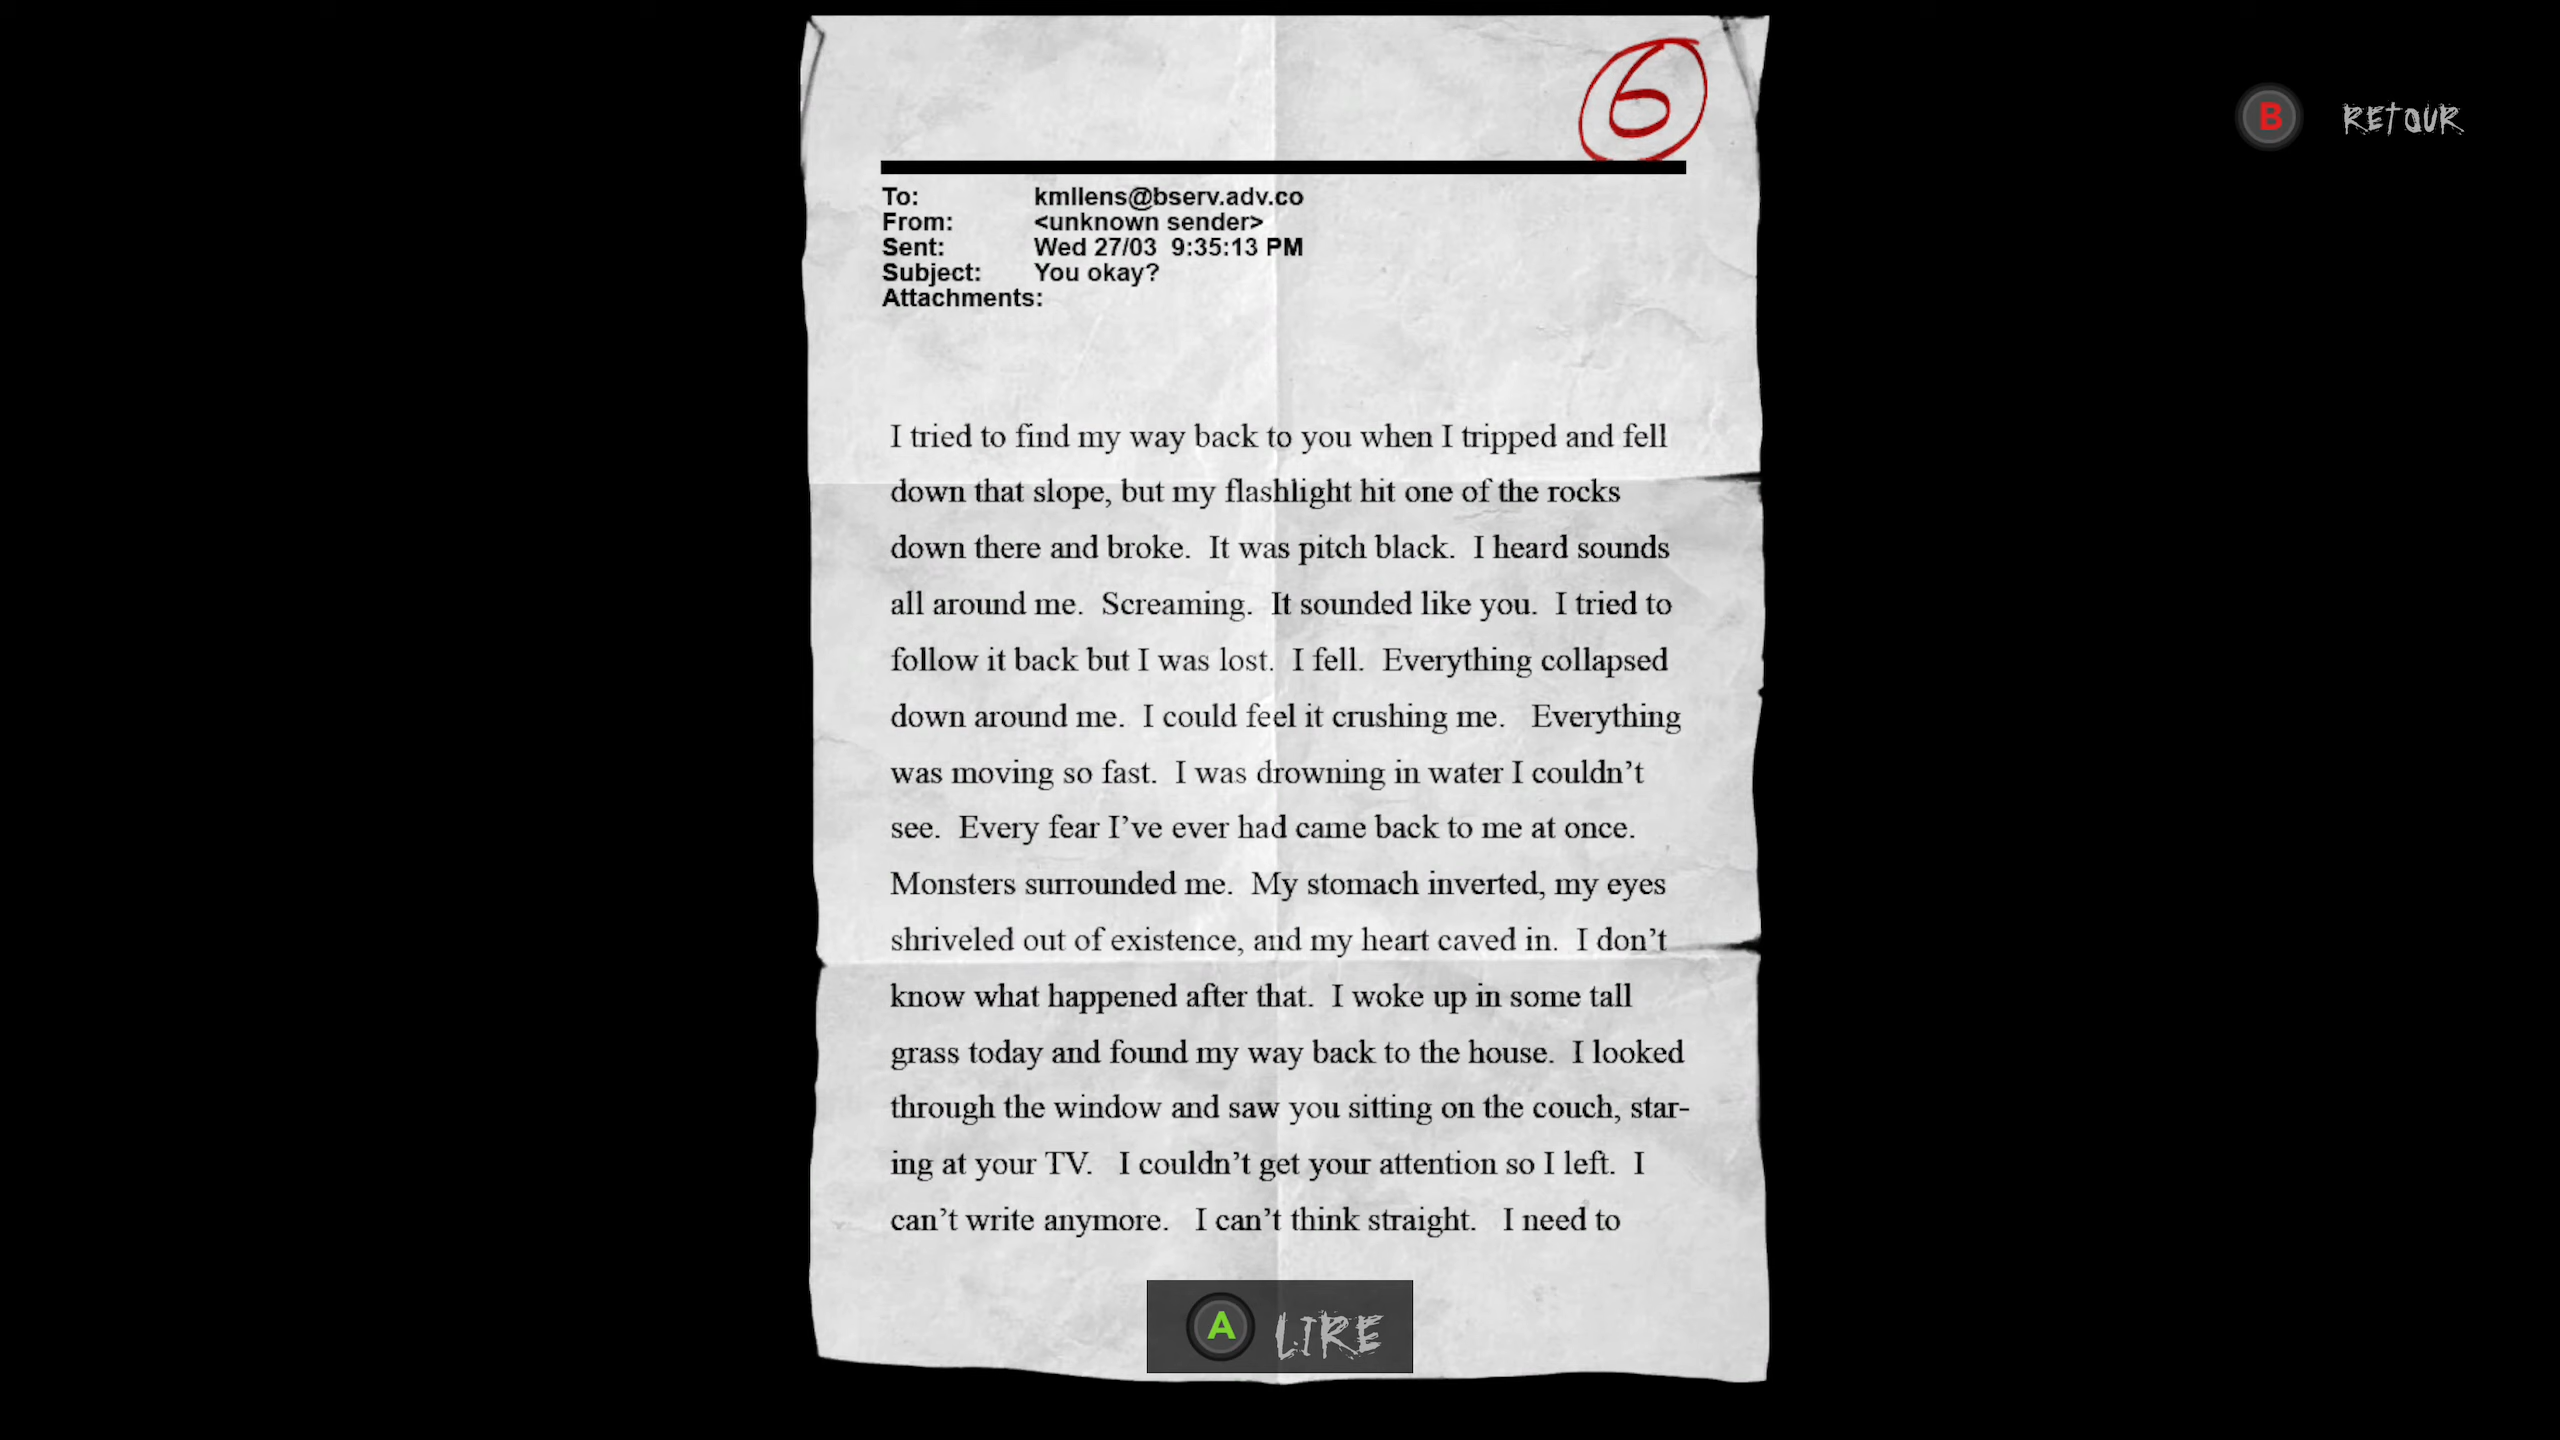 6
B RETOUR
To: kmllens@bserv.adv.co
From: <unknown sender>
Sent: Wed 27/03 9:35:13 PM
Subject: You okay?
Attachments:
I tried to find my way back to you when I tripped and fell
down that slope, but my flashlight hit one of the rocks
down there and broke. It was pitch black. I heard sounds
all around me. Screaming. It sounded like you. I tried to
follow it back but I was lost. I fell. Everything collapsed
down around me. I could feel it crushing me. Everything
was moving so fast. I was drowning in water I couldn’t
see. Every fear I’ve ever had came back to me at once.
Monsters surrounded me. My stomach inverted, my eyes
shriveled out of existence, and my heart caved in. I don’t
know what happened after that. I woke up in some tall
grass today and found my way back to the house. I looked
through the window and saw you sitting on the couch, star-
ing at your TV. I couldn’t get your attention so I left. I
can’t write anymore. I can’t think straight. I need to
A LIRE